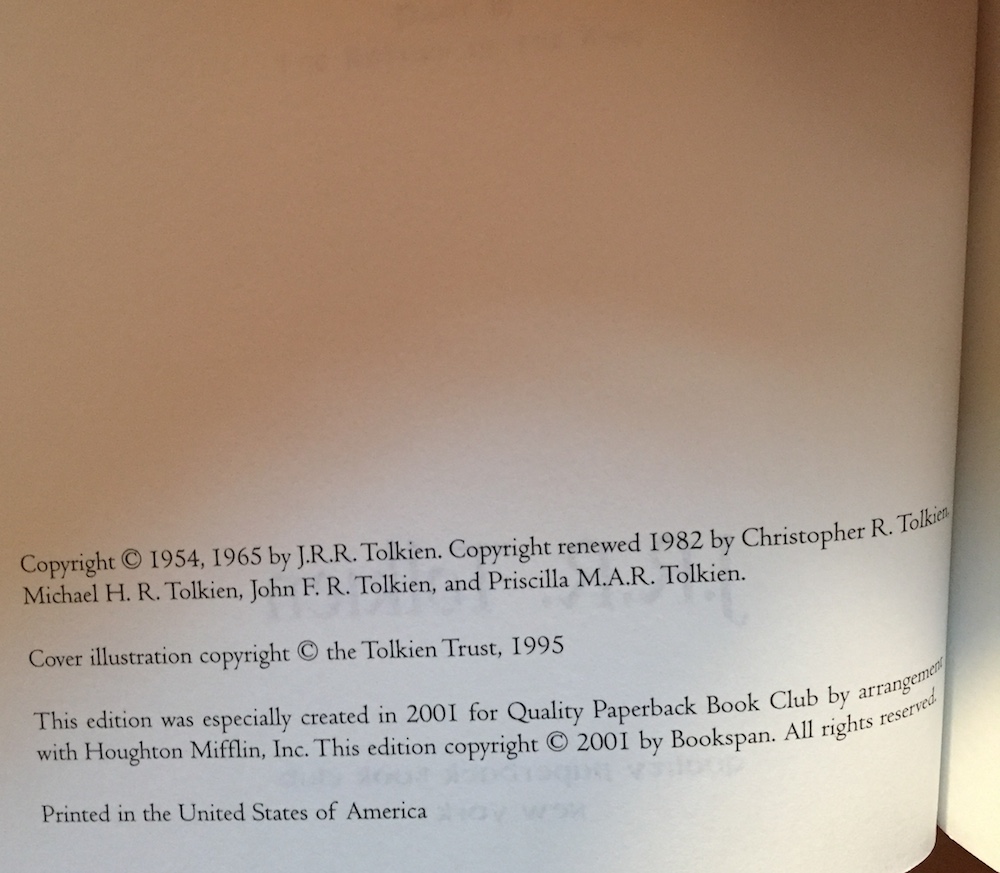 Copyright © 1954, 1965 by J.R.R. Tolkien. Copyright renewed 1982 by Christopher R. Tolkien,
Michael H. R. Tolkien, John F. R. Tolkien, and Priscilla M.A.R. Tolkien.
Cover illustration copyright © the Tolkien Trust, 1995
This edition was especially created in 2001 for Quality Paperback Book Club by arrangement
with Houghton Mifflin, Inc. This edition copyright © 2001 by Bookspan. All rights reserved.
Printed in the United States of America